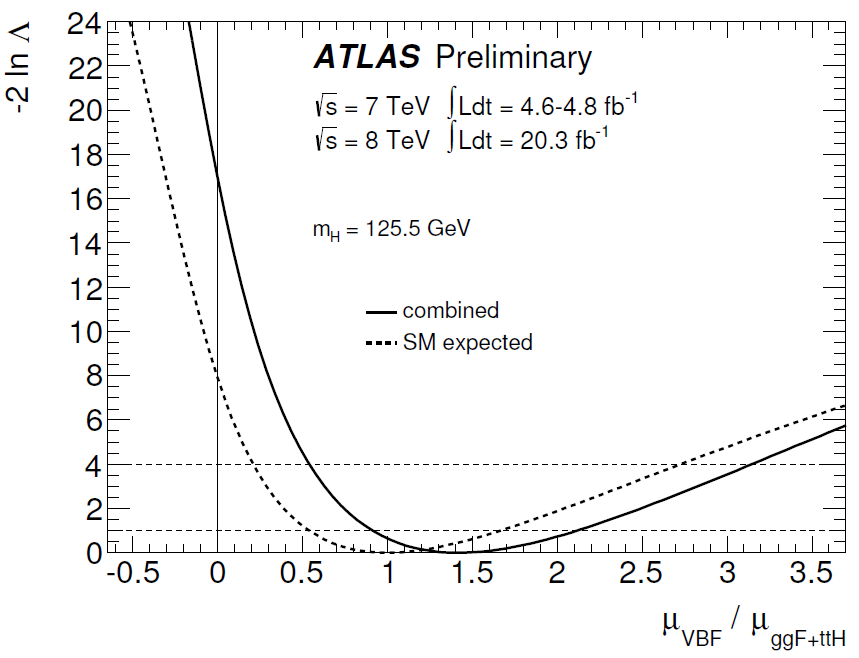 -2 ln Λ
24
22
20
18
16
14
12
10
8
6
4
2
0
ATLAS Preliminary
√s = 7 TeV ∫Ldt = 4.6-4.8 fb⁻¹
√s = 8 TeV ∫Ldt = 20.3 fb⁻¹
m_H = 125.5 GeV
combined
SM expected
-0.5 0 0.5 1 1.5 2 2.5 3 3.5
μ_VBF / μ_ggF+ttH